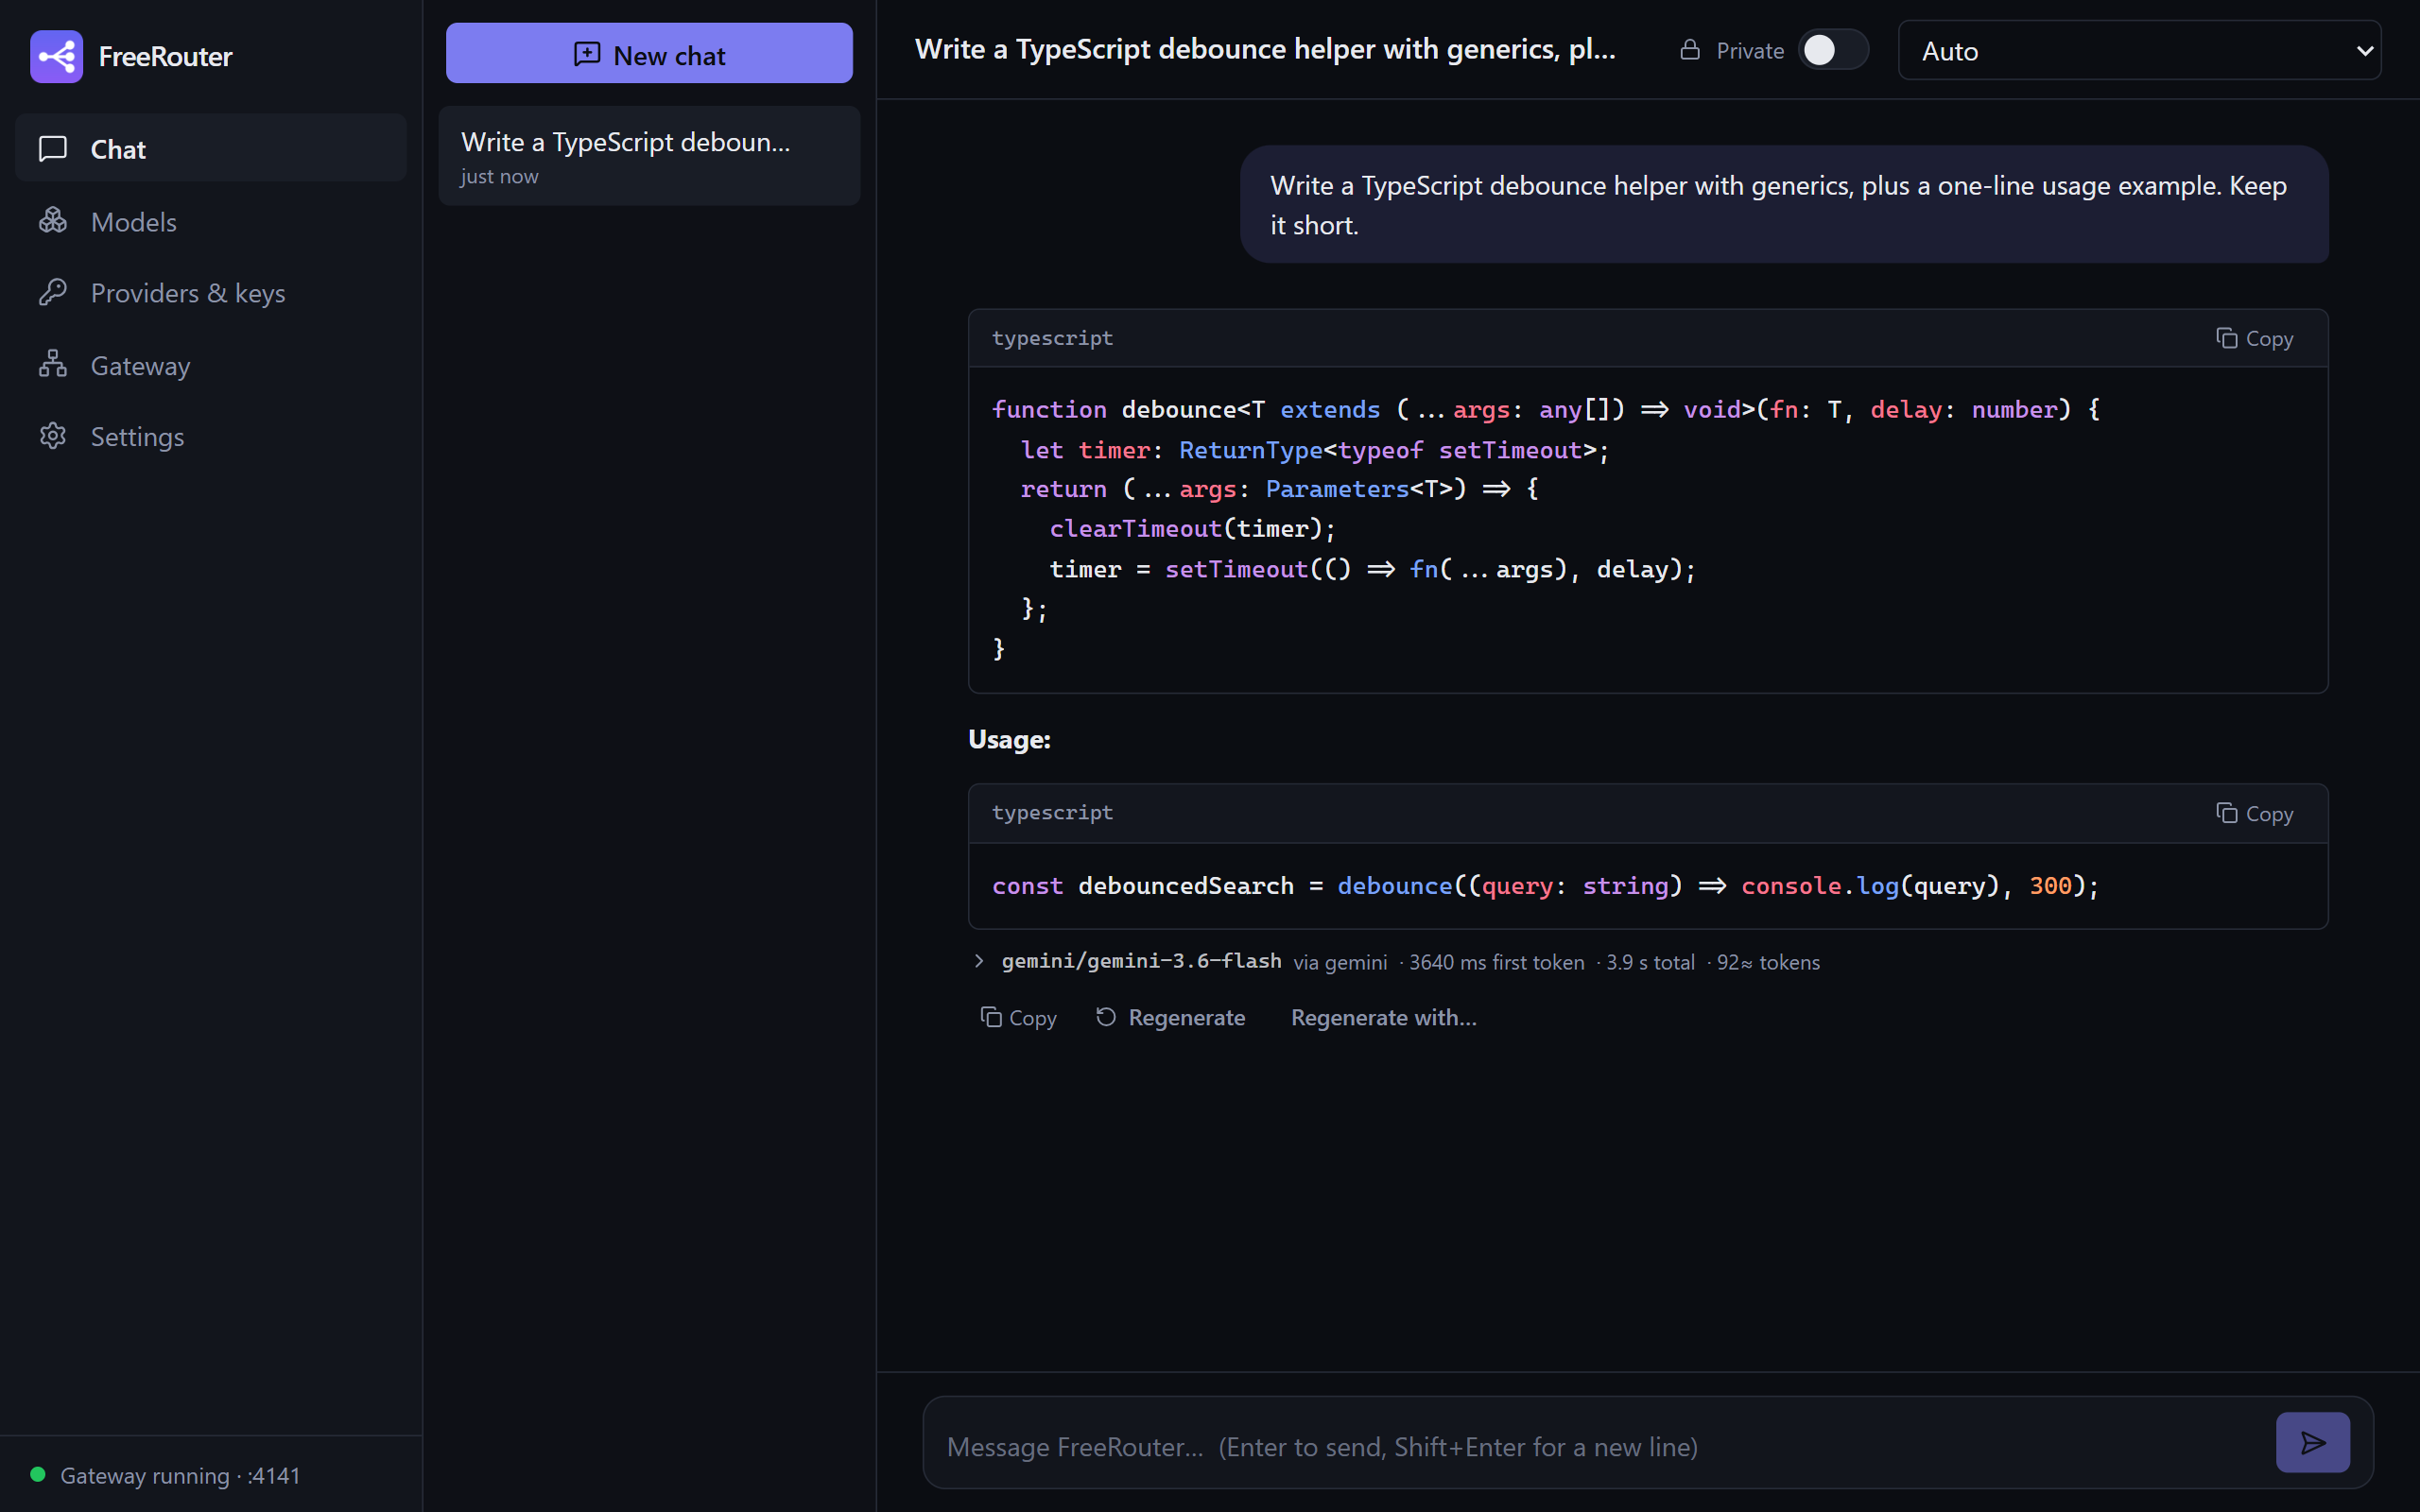 FreeRouter
Chat
Models
Providers & keys
Gateway
Settings
Gateway running · :4141
New chat
Write a TypeScript deboun...
just now
Write a TypeScript debounce helper with generics, pl...
Private
Auto
Write a TypeScript debounce helper with generics, plus a one-line usage example. Keep
it short.
typescript
Copy
function debounce<T extends (...args: any[]) => void>(fn: T, delay: number) {
  let timer: ReturnType<typeof setTimeout>;
  return (...args: Parameters<T>) => {
    clearTimeout(timer);
    timer = setTimeout(() => fn(...args), delay);
  };
}
Usage:
typescript
Copy
const debouncedSearch = debounce((query: string) => console.log(query), 300);
gemini/gemini-3.6-flash via gemini · 3640 ms first token · 3.9 s total · 92≈ tokens
Copy Regenerate Regenerate with...
Message FreeRouter... (Enter to send, Shift+Enter for a new line)